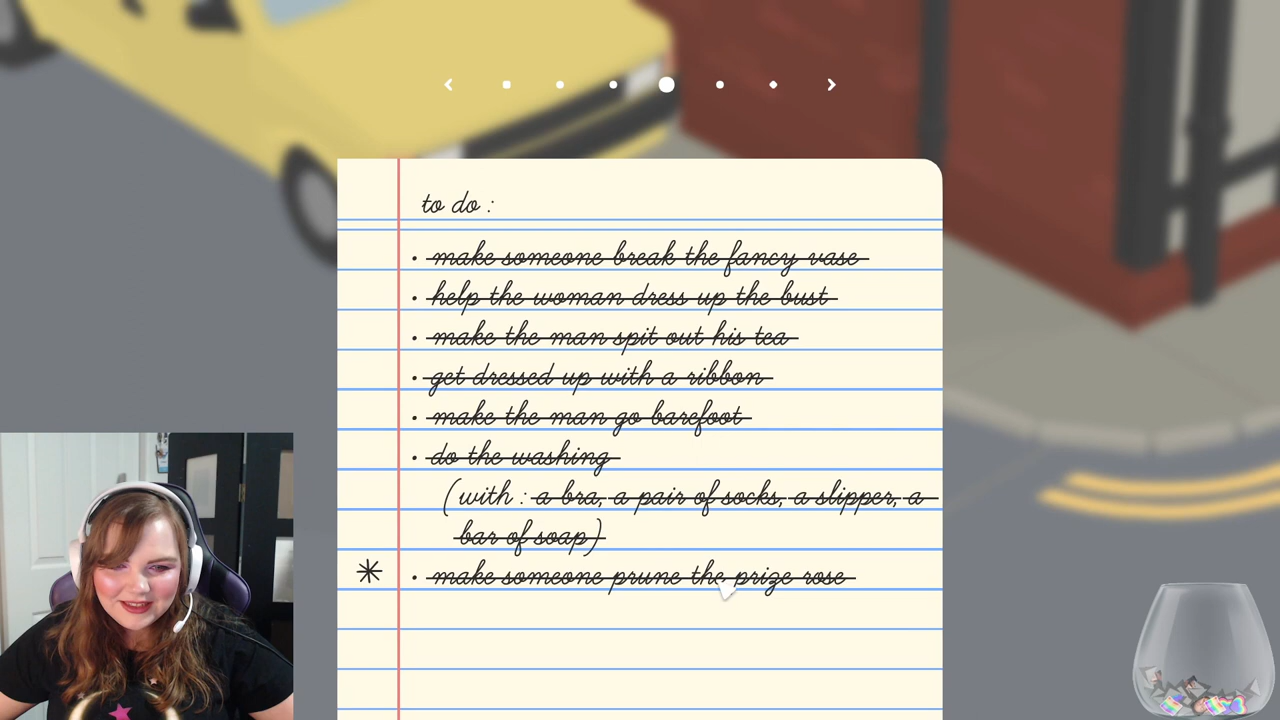 to do :
• make someone break the fancy vase
• help the woman dress up the bust
• make the man spit out his tea
• get dressed up with a ribbon
• make the man go barefoot
• do the washing
(with : a bra, a pair of socks, a slipper, a
bar of soap)
* • make someone prune the prize rose